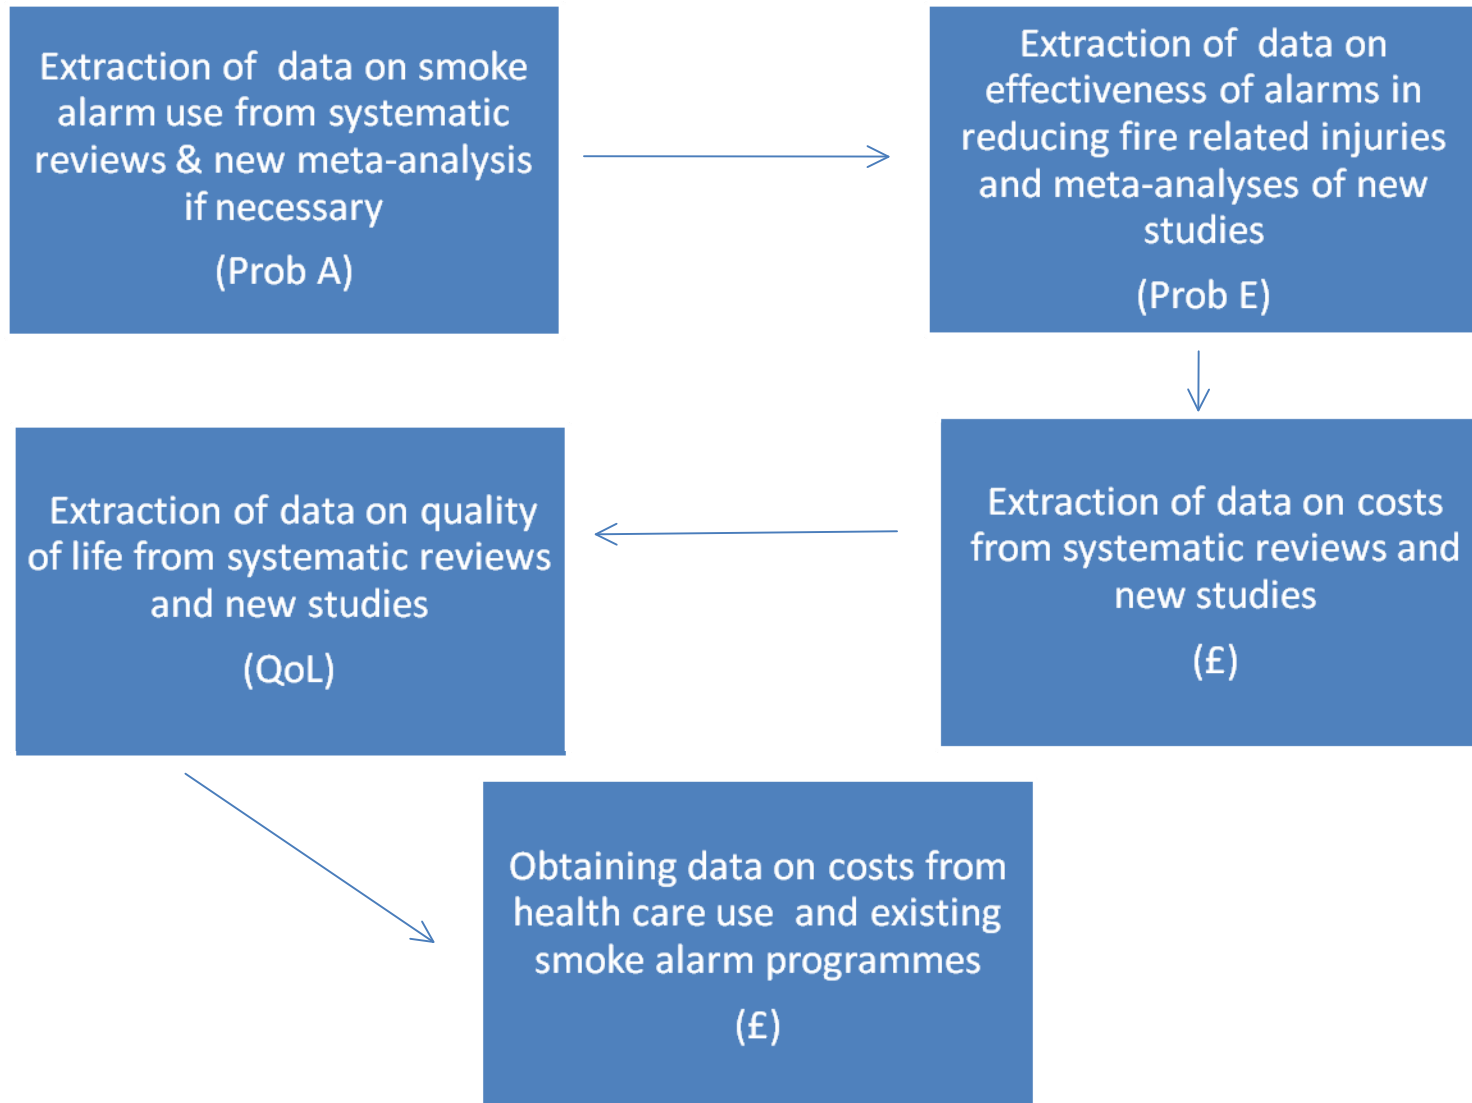 Extraction of data on smoke
alarm use from systematic
reviews & new meta-analysis
if necessary
(Prob A)
Extraction of data on
effectiveness of alarms in
reducing fire related injuries
and meta-analyses of new
studies
(Prob E)
Extraction of data on costs
from systematic reviews and
new studies
(£)
Extraction of data on quality
of life from systematic reviews
and new studies
(QoL)
Obtaining data on costs from
health care use and existing
smoke alarm programmes
(£)